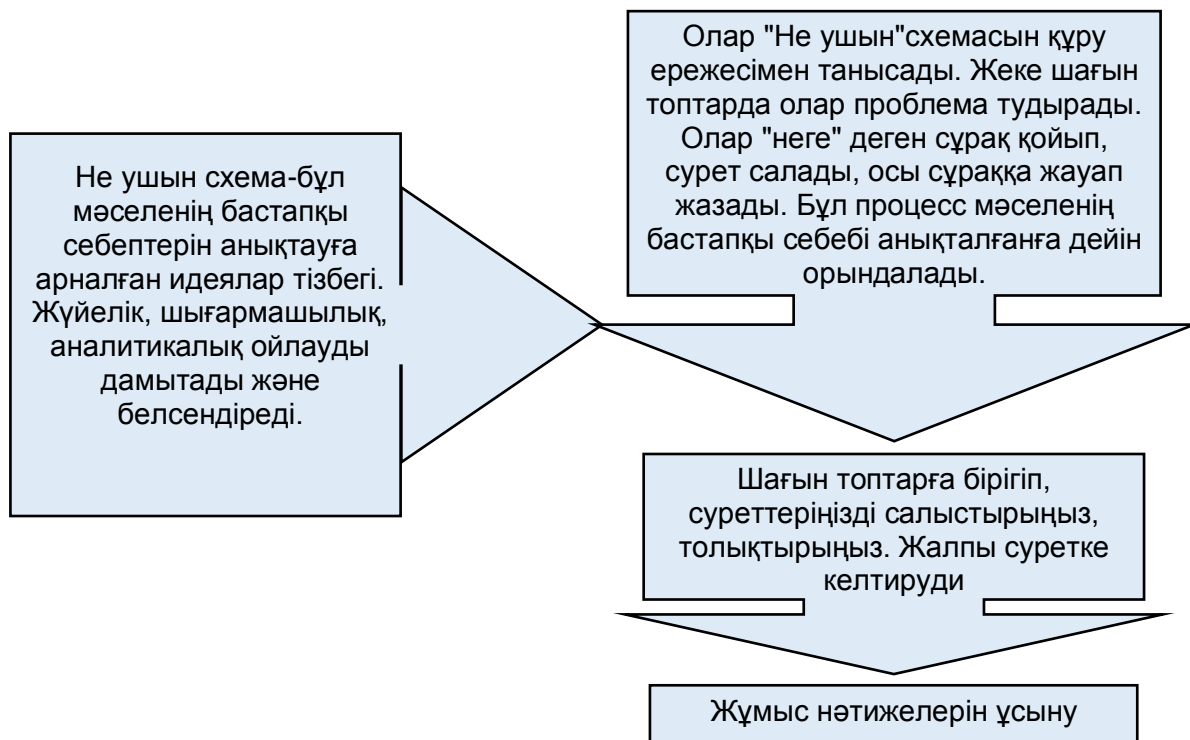 Не ушын схема-бұл
мәселенің бастапқы
себептерін анықтауға
арналған идеялар тізбегі.
Жүйелік, шығармашылық,
аналитикалық ойлауды
дамытады және
белсендіреді.
Олар "Не ушын"схемасын құру
ережесімен танысады. Жеке шағын
топтарда олар проблема тудырады.
Олар "неге" деген сұрақ қойып,
сурет салады, осы сұраққа жауап
жазады. Бұл процесс мәселенің
бастапқы себебі анықталғанға дейін
орындалады.
Шағын топтарға бірігіп,
суреттеріңізді салыстырыңыз,
толықтырыңыз. Жалпы суретке
келтируди
Жұмыс нәтижелерін ұсыну